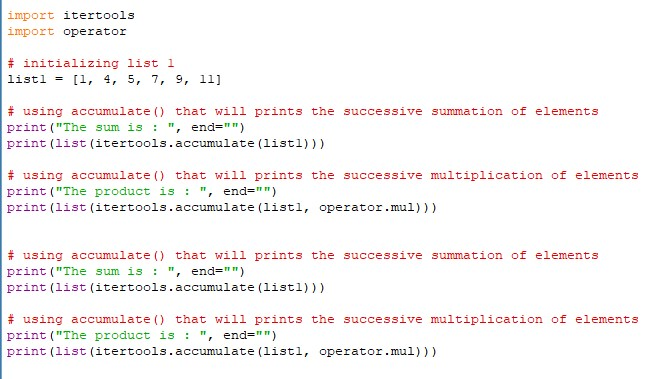 import itertools
import operator
# initializing list 1
list1 = [1, 4, 5, 7, 9, 11]
# using accumulate() that will prints the successive summation of elements
print("The sum is : ", end="")
print(list(itertools.accumulate(list1)))
# using accumulate() that will prints the successive multiplication of elements
print("The product is : ", end="")
print(list(itertools.accumulate(list1, operator.mul)))
# using accumulate() that will prints the successive summation of elements
print("The sum is : ", end="")
print(list(itertools.accumulate(list1)))
# using accumulate() that will prints the successive multiplication of elements
print("The product is : ", end="")
print(list(itertools.accumulate(list1, operator.mul)))